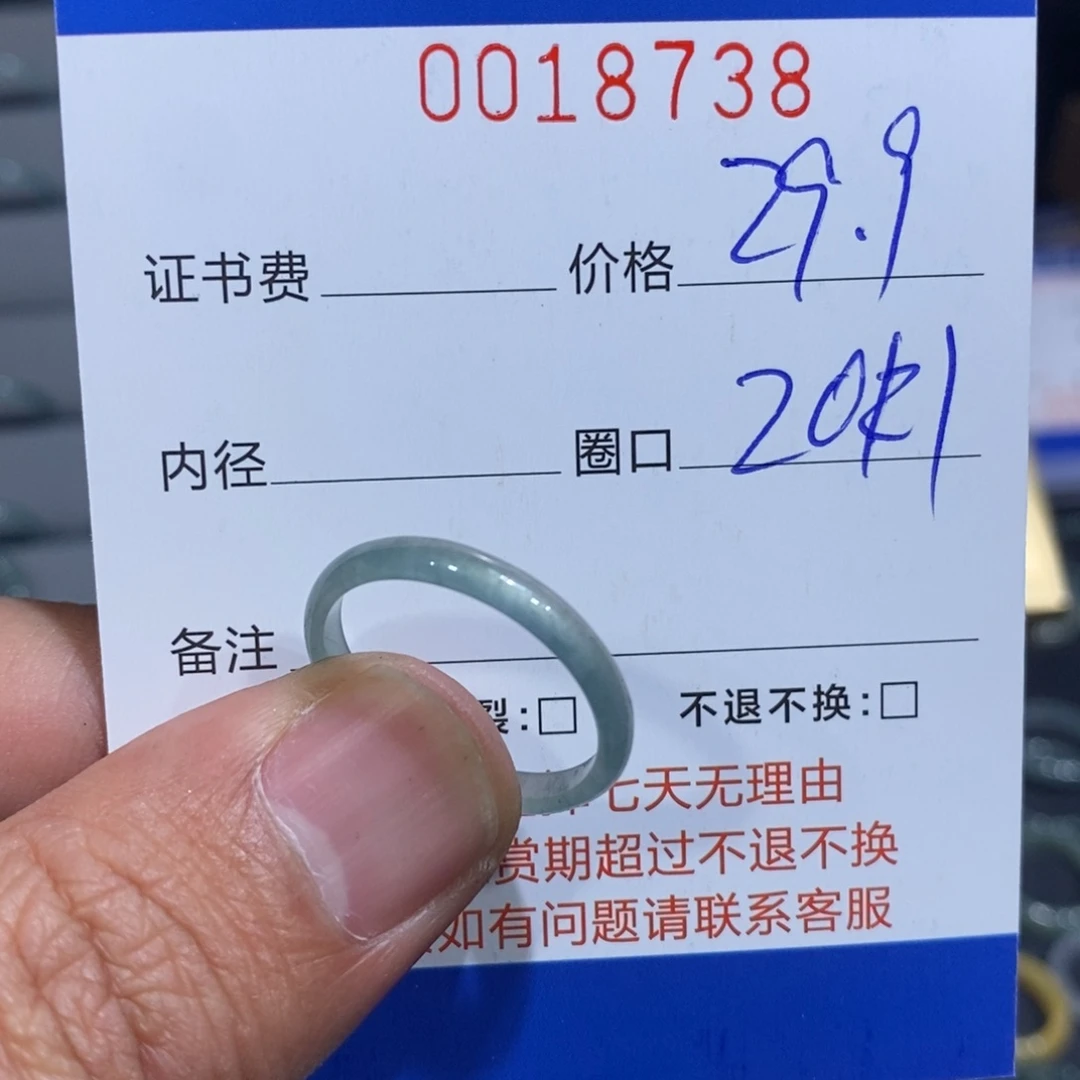 0018738
证书费 价格 29.9
内径 圈口 20
备注
裂:□ 不退不换:□
七天无理由
赏期超过不退不换
如有问题请联系客服